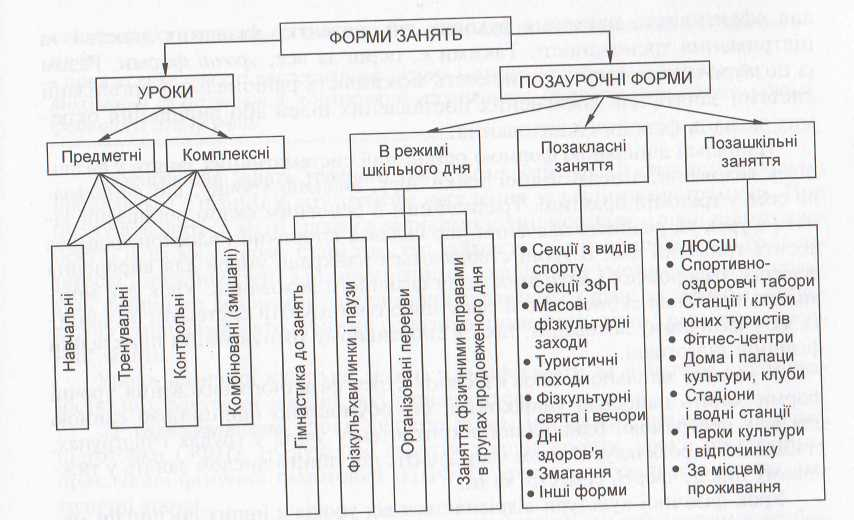 ФОРМИ ЗАНЯТЬ
УРОКИ
ПОЗАУРОЧНІ ФОРМИ
Предметні
Комплексні
В режимі
шкільного дня
Позакласні
заняття
Позашкільні
заняття
Навчальні
Тренувальні
Контрольні
Комбіновані (змішані)
Гімнастика до занять
Фізкультхвилинки і паузи
Організовані перерви
Заняття фізичними вправами
в групах продовженого дня
• Секції з видів
спорту
• Секції ЗФП
• Масові
фізкультурні
заходи
• Туристичні
походи
• Фізкультурні
свята і вечори
• Дні
здоров'я
• Змагання
• Інші форми
• ДЮСШ
• Спортивно-
оздоровчі табори
• Станції і клуби
юних туристів
• Фітнес-центри
• Дома і палаци
культури, клуби
• Стадіони
і водні станції
• Парки культури
і відпочинку
• За місцем
проживання